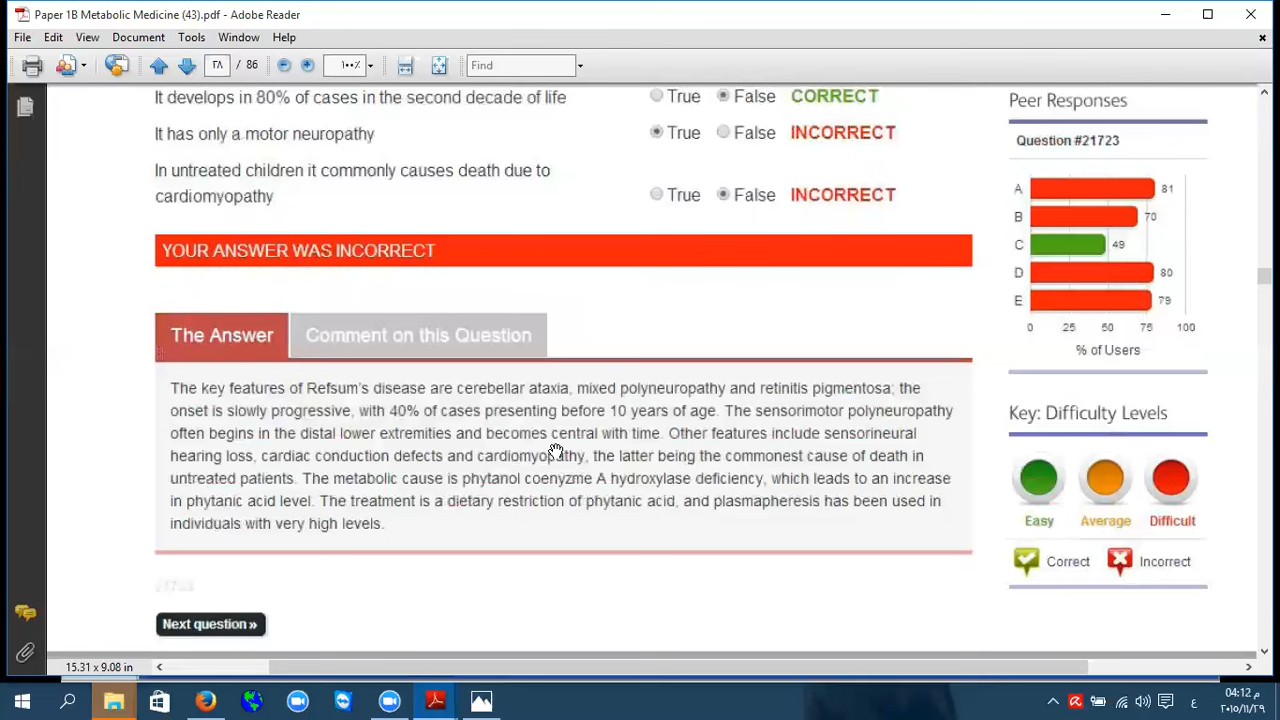 Paper 1B Metabolic Medicine (43).pdf - Adobe Reader
File Edit View Document Tools Window Help
٢٨ / 86 ١٠٠% Find
It develops in 80% of cases in the second decade of life True False CORRECT
It has only a motor neuropathy True False INCORRECT
In untreated children it commonly causes death due to
cardiomyopathy True False INCORRECT
YOUR ANSWER WAS INCORRECT
The Answer Comment on this Question
The key features of Refsum's disease are cerebellar ataxia, mixed polyneuropathy and retinitis pigmentosa; the
onset is slowly progressive, with 40% of cases presenting before 10 years of age. The sensorimotor polyneuropathy
often begins in the distal lower extremities and becomes central with time. Other features include sensorineural
hearing loss, cardiac conduction defects and cardiomyopathy, the latter being the commonest cause of death in
untreated patients. The metabolic cause is phytanol coenyzme A hydroxylase deficiency, which leads to an increase
in phytanic acid level. The treatment is a dietary restriction of phytanic acid, and plasmapheresis has been used in
individuals with very high levels.
Next question »
Peer Responses
Question #21723
A 81
B 70
C 49
D 80
E 79
0 25 50 75 100
% of Users
Key: Difficulty Levels
Easy Average Difficult
Correct Incorrect
15.31 x 9.08 in
ع
04:12 م
٢٠١٥/١١/٢٩